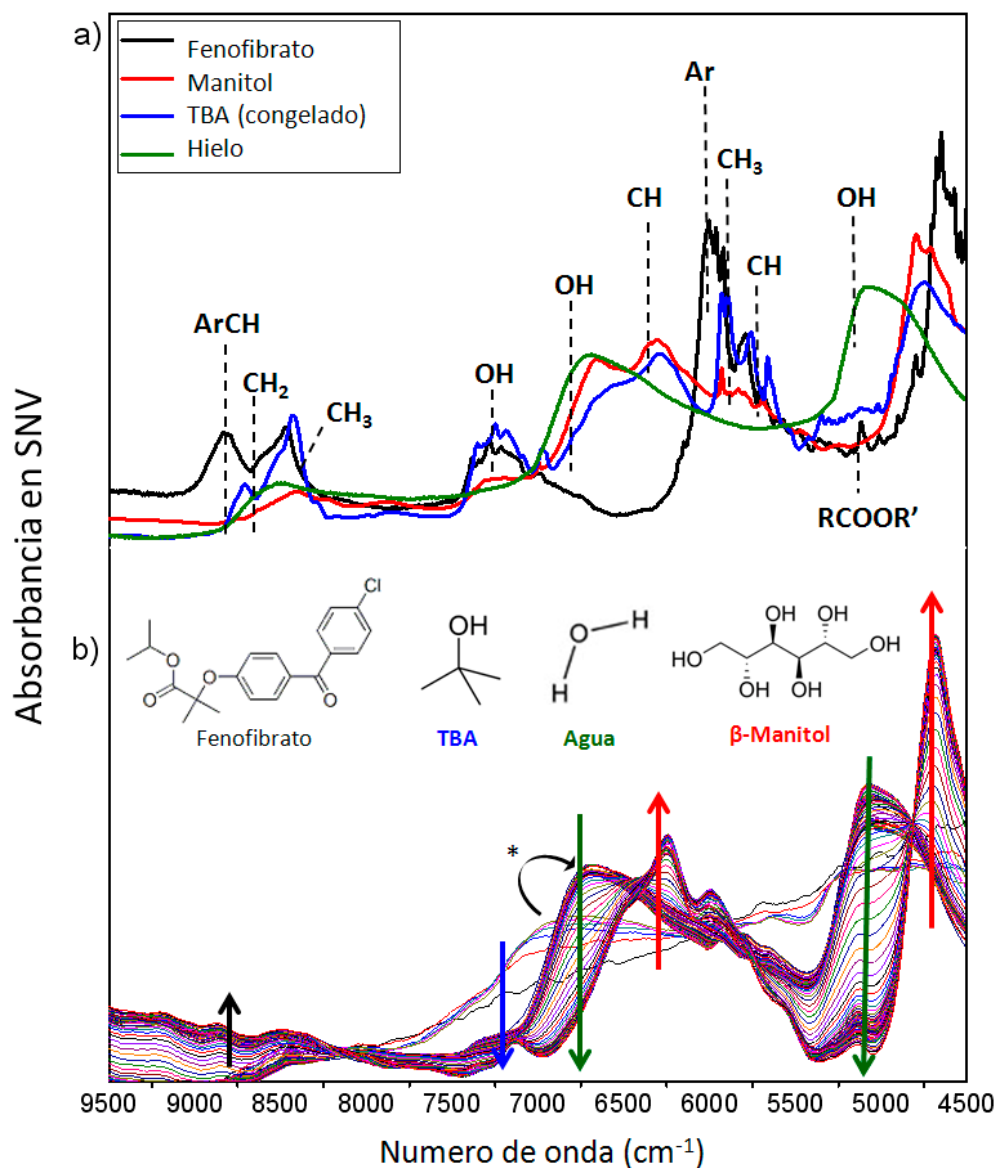 a)
Fenofibrato
Manitol
TBA (congelado)
Hielo
Ar
CH₃
CH
OH
OH
CH
ArCH
CH₂
OH
CH₃
RCOOR’
Absorbancia en SNV
b)
Cl
OH
O
H
H
OH OH
HO OH
OH OH
O
O
O
O
Fenofibrato TBA Agua β-Manitol
*
9500 9000 8500 8000 7500 7000 6500 6000 5500 5000 4500
Numero de onda (cm⁻¹)